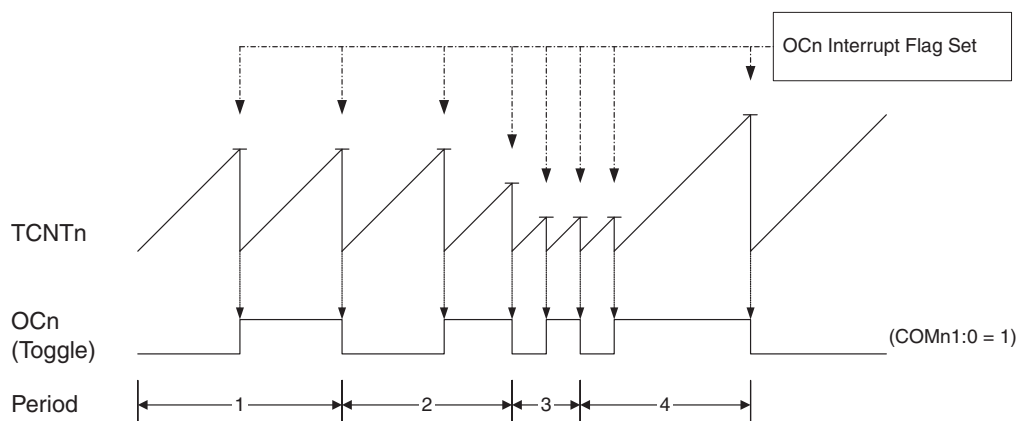 OCn Interrupt Flag Set
TCNTn
OCn
(Toggle)
(COMn1:0 = 1)
Period
1
2
3
4